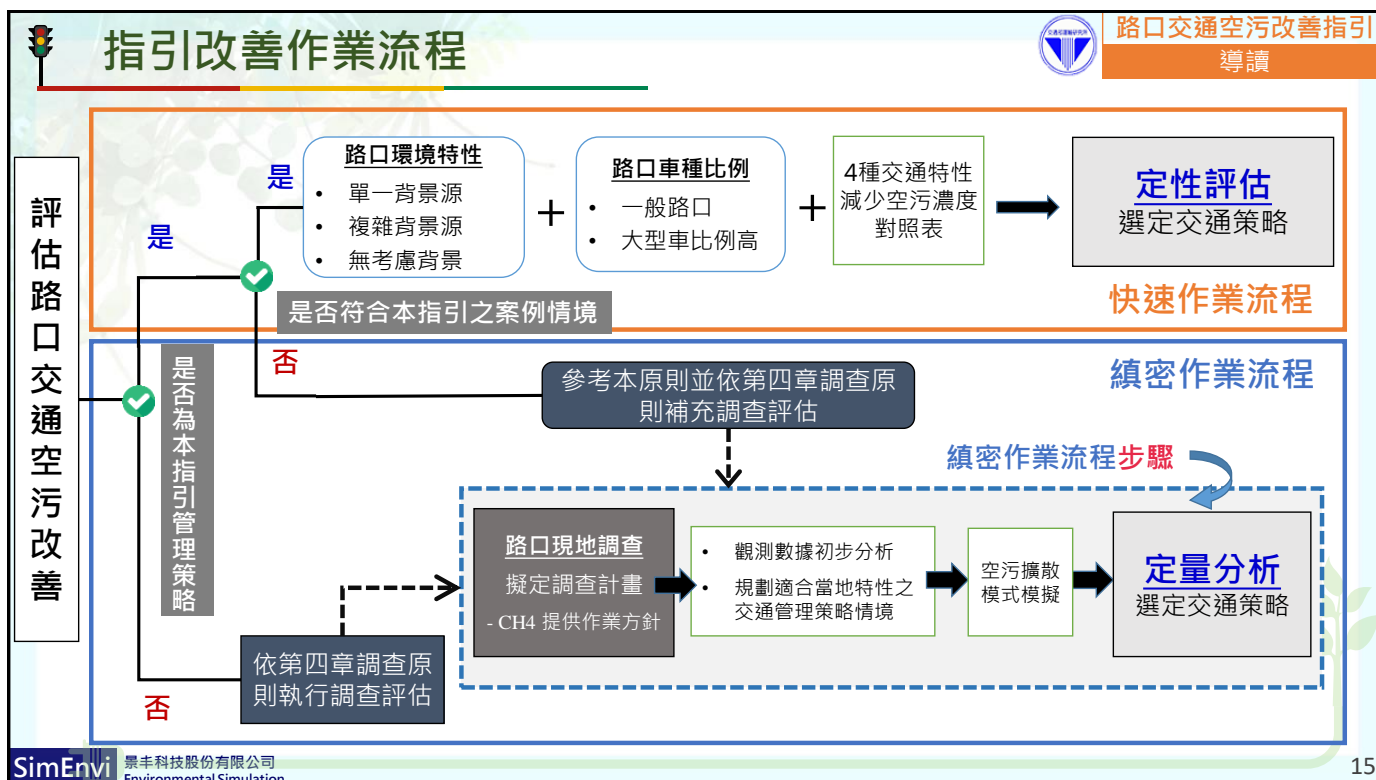 指引改善作業流程
路口交通空污改善指引
導讀
評估路口交通空污改善
是
是
路口環境特性
• 單一背景源
• 複雜背景源
• 無考慮背景
+
路口車種比例
• 一般路口
• 大型車比例高
+
4種交通特性
減少空污濃度
對照表
定性評估
選定交通策略
是否符合本指引之案例情境
快速作業流程
否
是否為本指引管理策略
參考本原則並依第四章調查原
則補充調查評估
縝密作業流程
縝密作業流程步驟
路口現地調查
擬定調查計畫
- CH4 提供作業方針
• 觀測數據初步分析
• 規劃適合當地特性之
交通管理策略情境
空污擴散
模式模擬
定量分析
選定交通策略
依第四章調查原
則執行調查評估
否
SimEnvi
景丰科技股份有限公司
Environmental Simulation
15